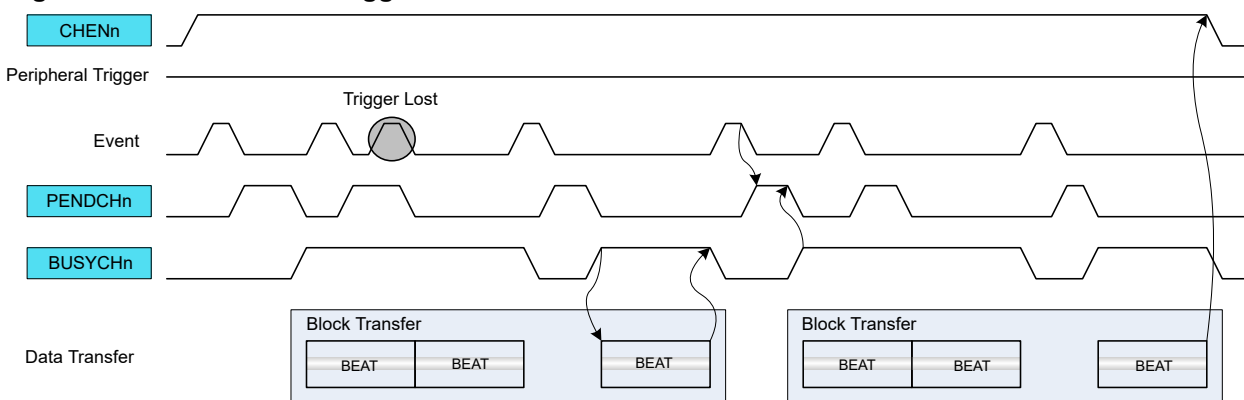 CHENn
Peripheral Trigger
Trigger Lost
Event
PENDCHn
BUSYCHn
Block Transfer
Block Transfer
Data Transfer
BEAT
BEAT
BEAT
BEAT
BEAT
BEAT